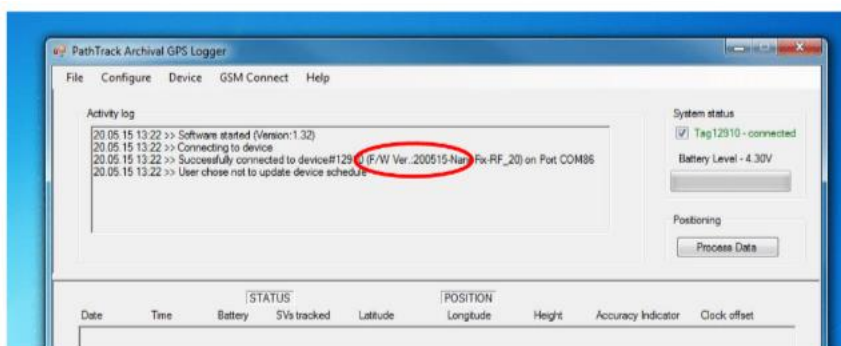 PathTrack Archival GPS Logger
File Configure Device GSM Connect Help
Activity log
20.05.15 13:22 >> Software started (Version:1.32)
20.05.15 13:22 >> Connecting to device
20.05.15 13:22 >> Successfully connected to device#12910 (F/W Ver.:200515-Nano Fix-RF_20) on Port COM86
20.05.15 13:22 >> User chose not to update device schedule
System status
Tag12910 - connected
Battery Level - 4.30V
Positioning
Process Data
STATUS POSITION
Date Time Battery SVs tracked Latitude Longitude Height Accuracy Indicator Clock offset